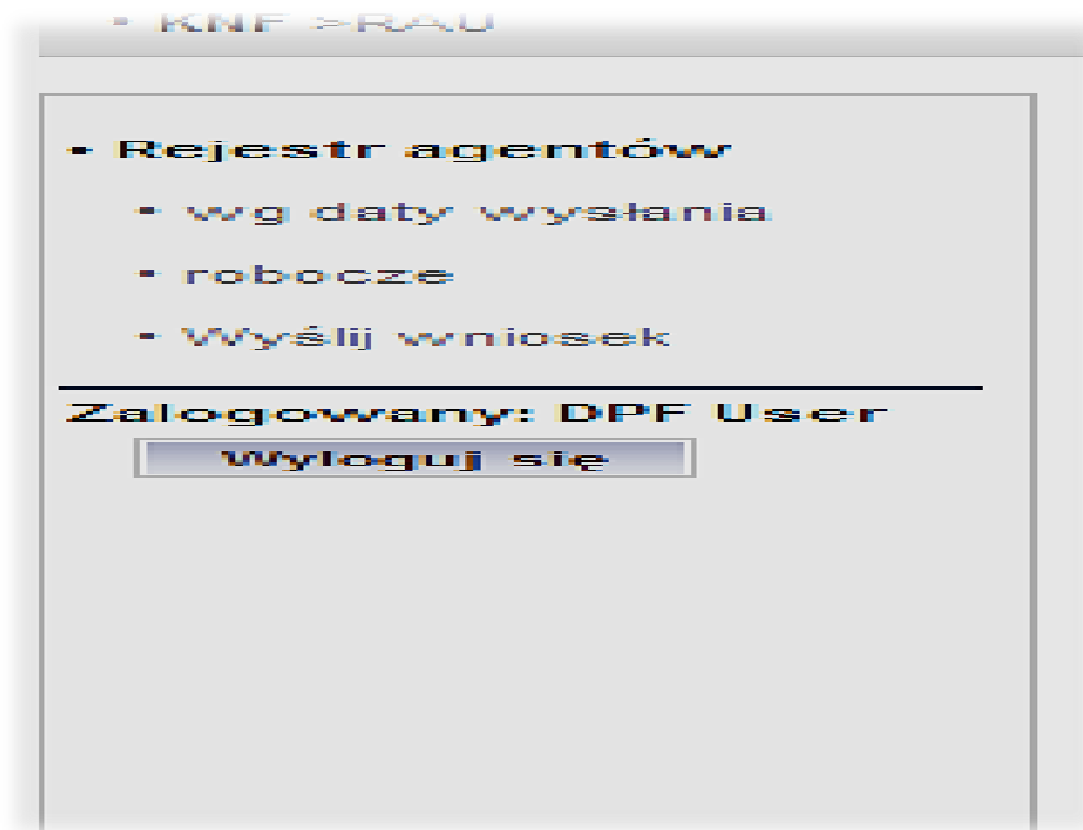 • KNF >RAU
• Rejestr agentów
• wg daty wysłania
• robocze
• Wyślij wniosek
Zalogowany: DPF User
Wyloguj się